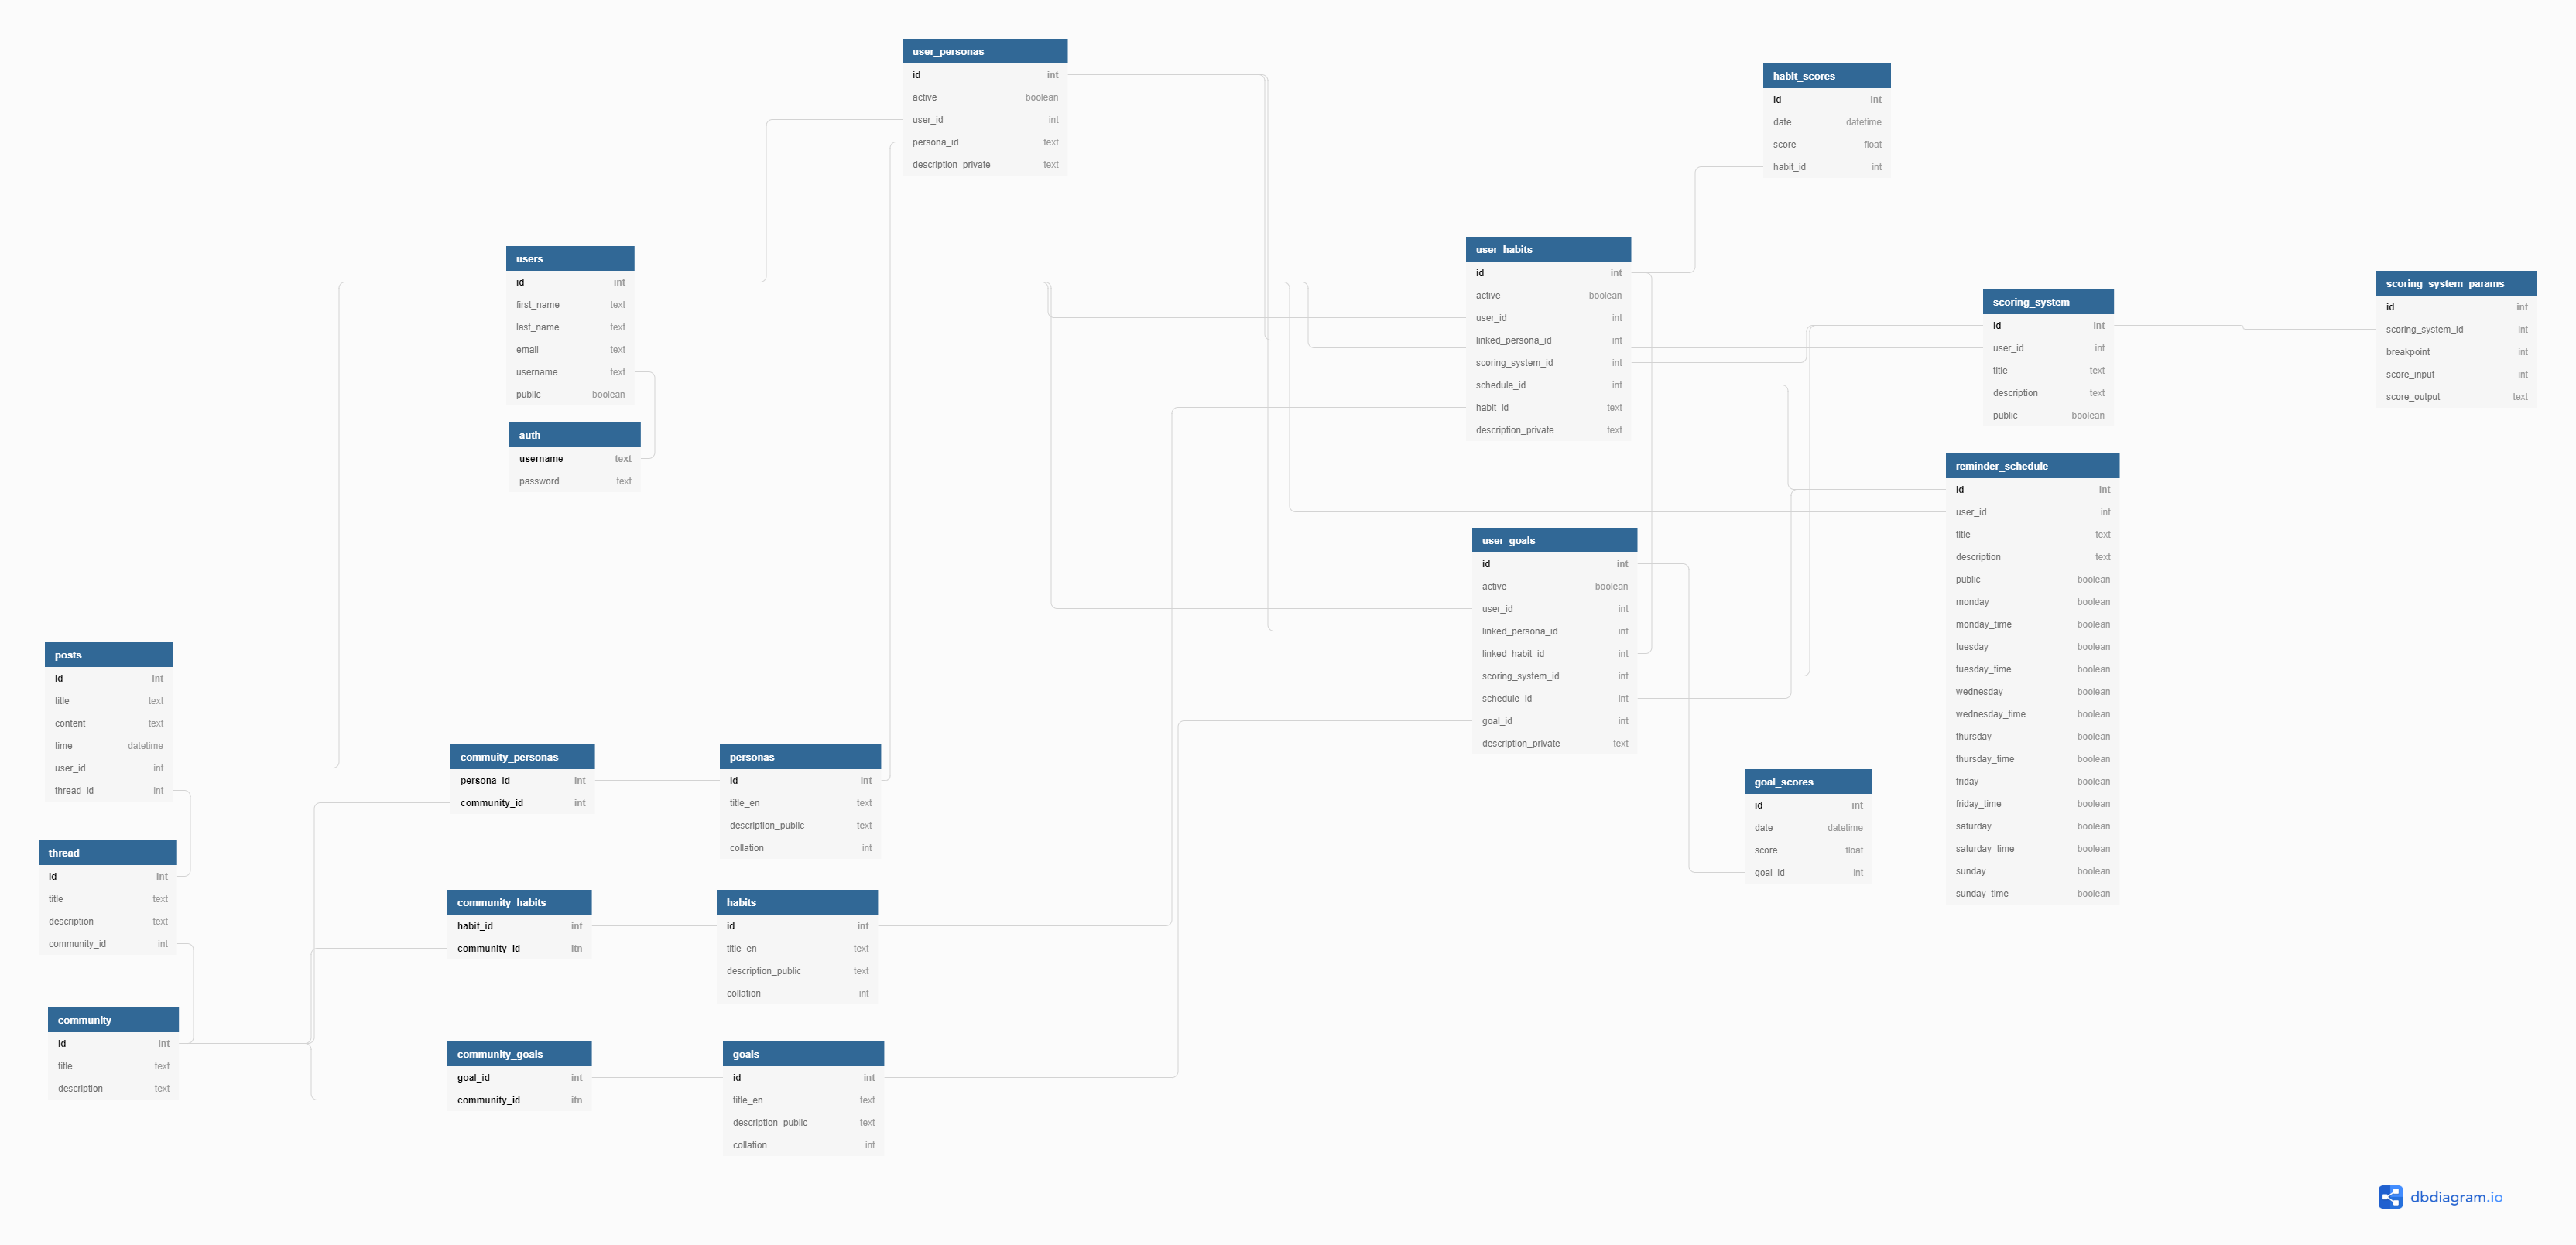 user_personas
id int
active boolean
user_id int
persona_id text
description_private text
habit_scores
id int
date datetime
score float
habit_id int
users
id int
first_name text
last_name text
email text
username text
public boolean
auth
username text
password text
user_habits
id int
active boolean
user_id int
linked_persona_id int
scoring_system_id int
schedule_id int
habit_id text
description_private text
scoring_system
id int
user_id int
title text
description text
public boolean
scoring_system_params
id int
scoring_system_id int
breakpoint int
score_input int
score_output text
reminder_schedule
id int
user_id int
title text
description text
public boolean
monday boolean
monday_time boolean
tuesday boolean
tuesday_time boolean
wednesday boolean
wednesday_time boolean
thursday boolean
thursday_time boolean
friday boolean
friday_time boolean
saturday boolean
saturday_time boolean
sunday boolean
sunday_time boolean
user_goals
id int
active boolean
user_id int
linked_persona_id int
linked_habit_id int
scoring_system_id int
schedule_id int
goal_id int
description_private text
goal_scores
id int
date datetime
score float
goal_id int
posts
id int
title text
content text
time datetime
user_id int
thread_id int
thread
id int
title text
description text
community_id int
community
id int
title text
description text
commuity_personas
persona_id int
community_id int
personas
id int
title_en text
description_public text
collation int
community_habits
habit_id int
community_id itn
habits
id int
title_en text
description_public text
collation int
community_goals
goal_id int
community_id itn
goals
id int
title_en text
description_public text
collation int
dbdiagram.io